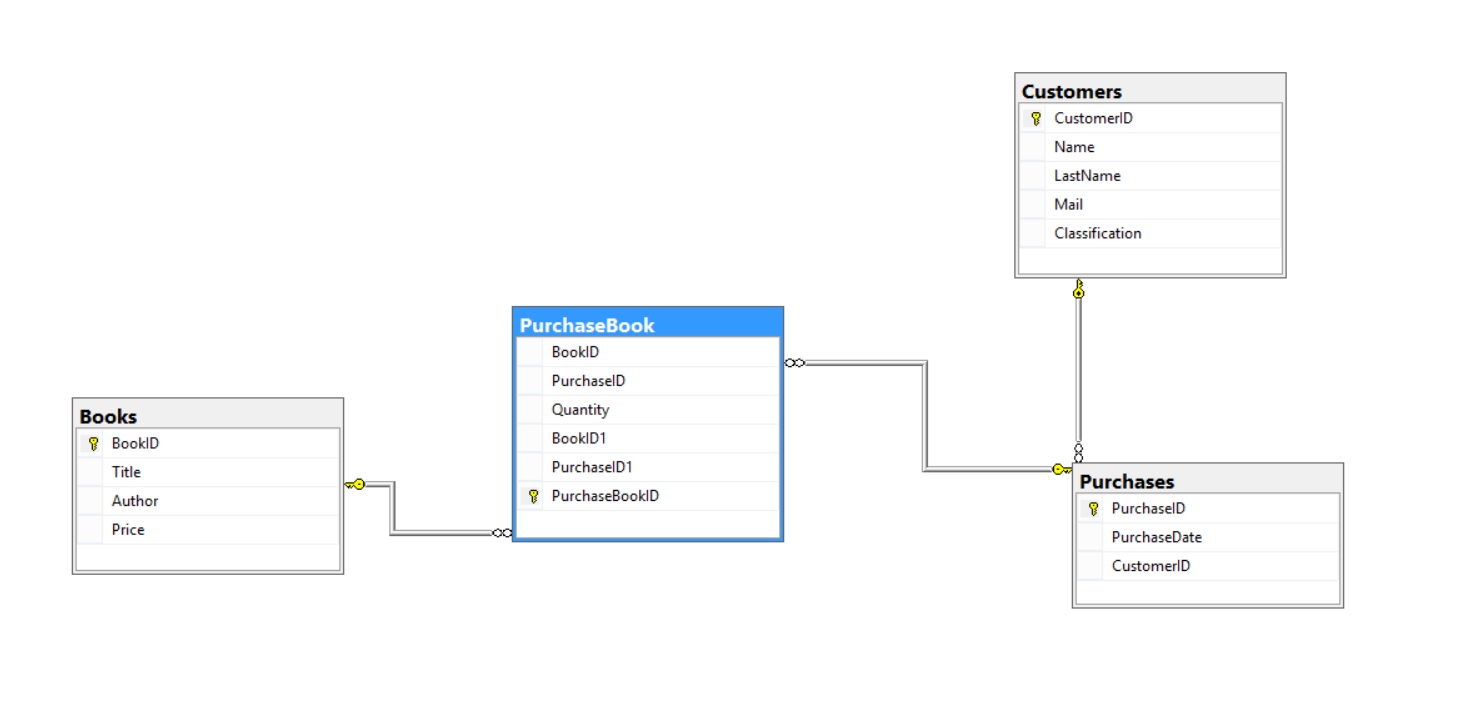 Customers
CustomerID
Name
LastName
Mail
Classification
PurchaseBook
BookID
PurchaseID
Quantity
BookID1
PurchaseID1
PurchaseBookID
Books
BookID
Title
Author
Price
Purchases
PurchaseID
PurchaseDate
CustomerID